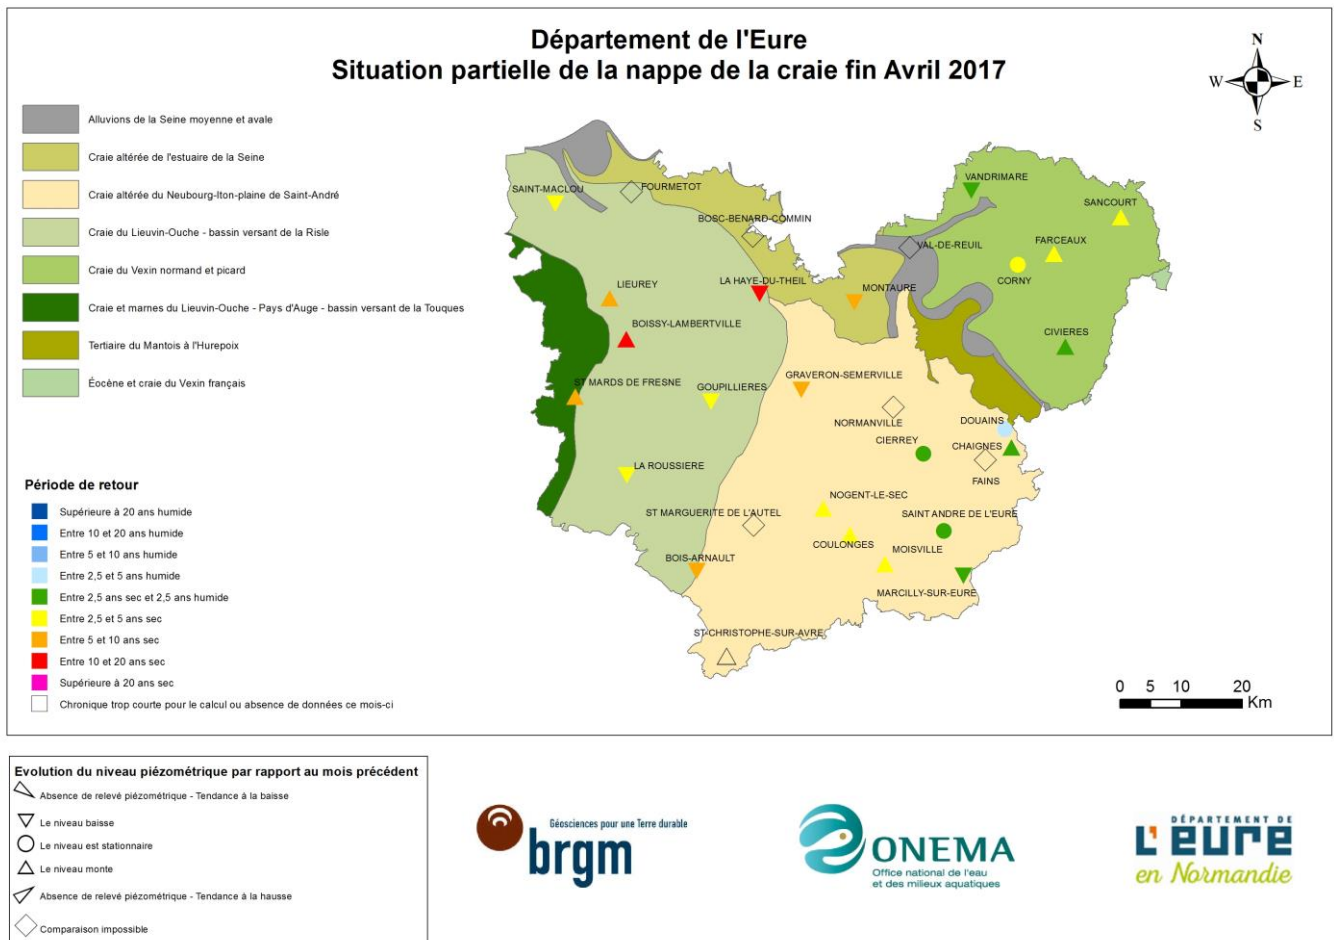 Département de l'Eure
Situation partielle de la nappe de la craie fin Avril 2017
N
W E
S
Alluvions de la Seine moyenne et avale
Craie altérée de l'estuaire de la Seine
Craie altérée du Neubourg-Iton-plaine de Saint-André
Craie du Lieuvin-Ouche - bassin versant de la Risle
Craie du Vexin normand et picard
Craie et marnes du Lieuvin-Ouche - Pays d'Auge - bassin versant de la Touques
Tertiaire du Mantois à l'Hurepoix
Éocène et craie du Vexin français
SAINT-MACLOU
FOURMETOT
BOSC-BENARD-COMMIN
VANDRIMARE
SANCOURT
VAL-DE-REUIL
FARCEAUX
CORNY
LA HAYE-DU-THEIL
MONTAURE
LIEUREY
BOISSY-LAMBERTVILLE
CIVIERES
ST MARDS DE FRESNE
GOUPILLIERES
GRAVERON-SEMERVILLE
NORMANVILLE
DOUAINS
CIERREY
CHAIGNES
FAINS
LA ROUSSIERE
NOGENT-LE-SEC
ST MARGUERITE DE L'AUTEL
SAINT ANDRE DE L'EURE
COULONGES
MOISVILLE
BOIS-ARNAULT
MARCILLY-SUR-EURE
ST-CHRISTOPHE-SUR-AVRE
Période de retour
Supérieure à 20 ans humide
Entre 10 et 20 ans humide
Entre 5 et 10 ans humide
Entre 2,5 et 5 ans humide
Entre 2,5 ans sec et 2,5 ans humide
Entre 2,5 et 5 ans sec
Entre 5 et 10 ans sec
Entre 10 et 20 ans sec
Supérieure à 20 ans sec
Chronique trop courte pour le calcul ou absence de données ce mois-ci
0 5 10 20
Km
Evolution du niveau piézométrique par rapport au mois précédent
Absence de relevé piézométrique - Tendance à la baisse
Le niveau baisse
Le niveau est stationnaire
Le niveau monte
Absence de relevé piézométrique - Tendance à la hausse
Comparaison impossible
Géosciences pour une Terre durable
brgm
ONEMA
Office national de l'eau
et des milieux aquatiques
DÉPARTEMENT DE
L'EURE
en Normandie